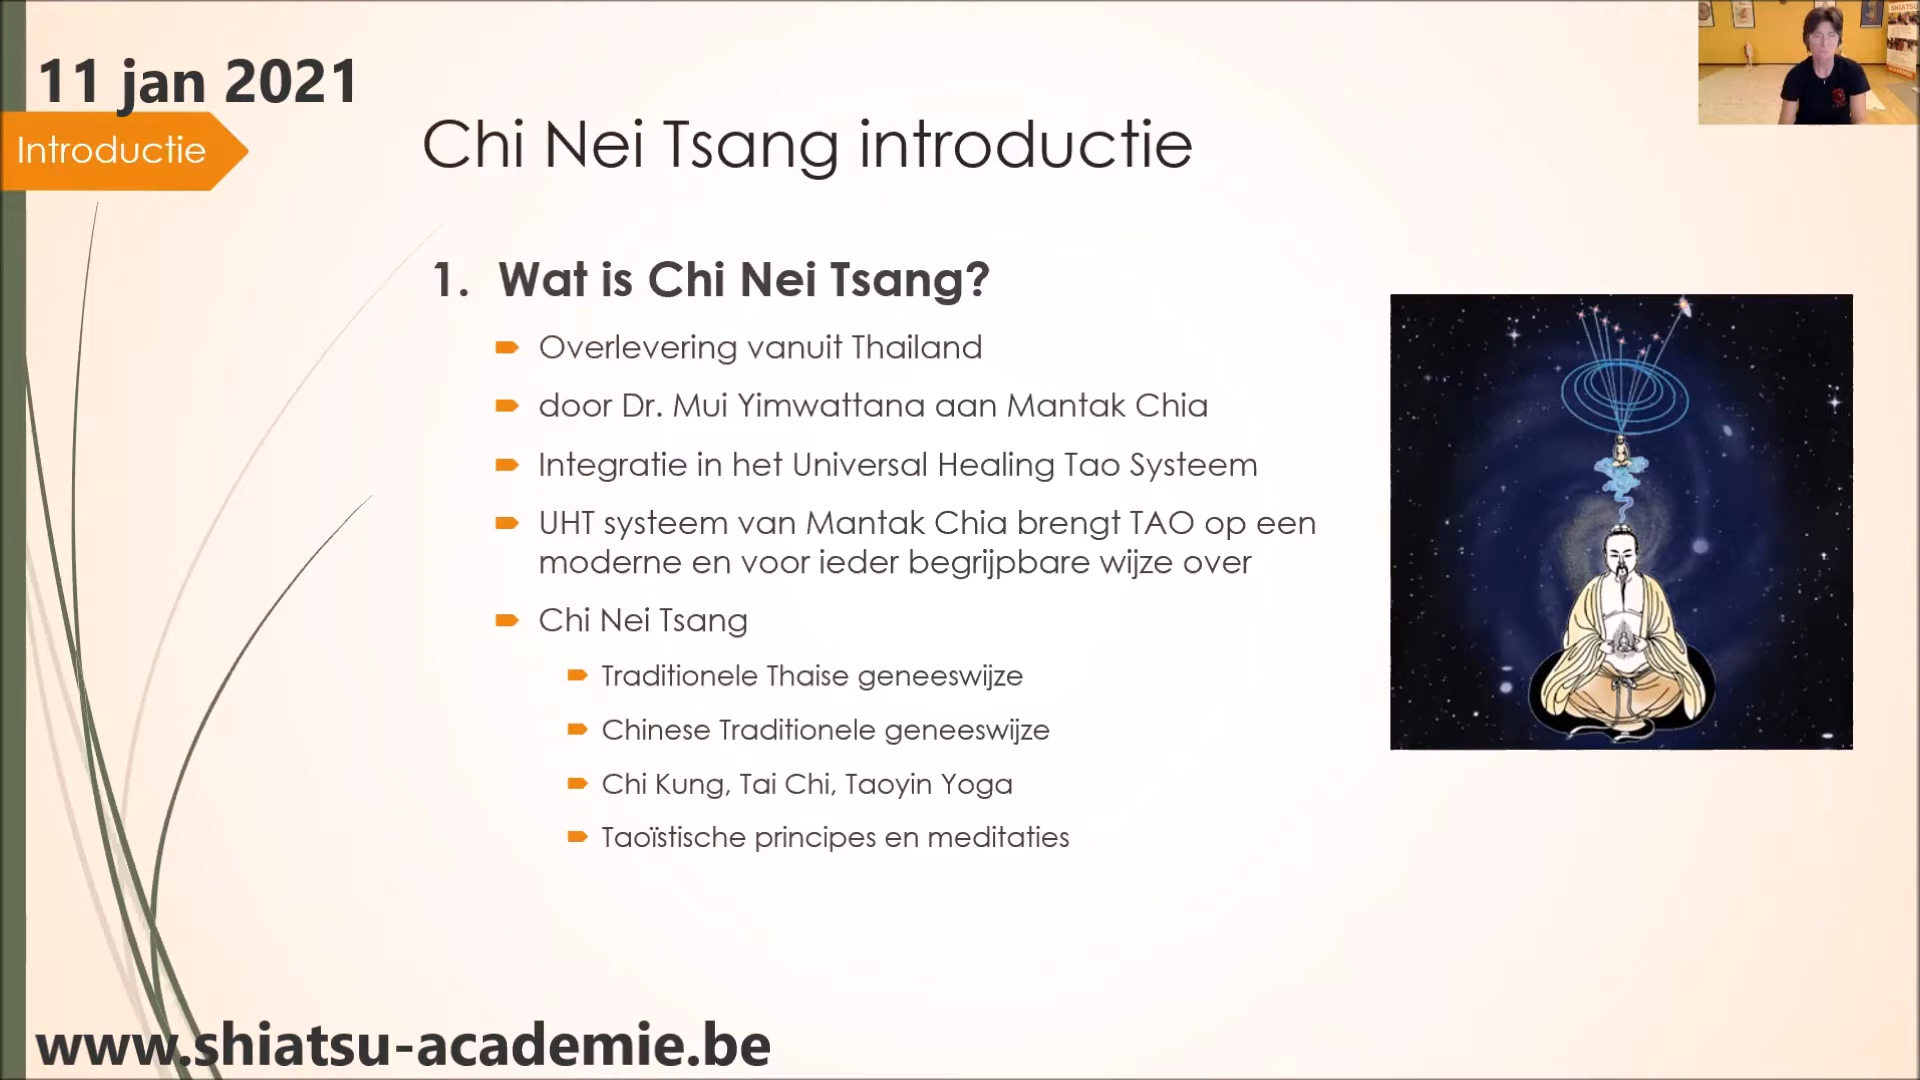 11 jan 2021
Introductie
Chi Nei Tsang introductie
1. Wat is Chi Nei Tsang?
Overlevering vanuit Thailand
door Dr. Mui Yimwattana aan Mantak Chia
Integratie in het Universal Healing Tao Systeem
UHT systeem van Mantak Chia brengt TAO op een
moderne en voor ieder begrijpbare wijze over
Chi Nei Tsang
Traditionele Thaise geneeswijze
Chinese Traditionele geneeswijze
Chi Kung, Tai Chi, Taoyin Yoga
Taoïstische principes en meditaties
www.shiatsu-academie.be
SHIATSU